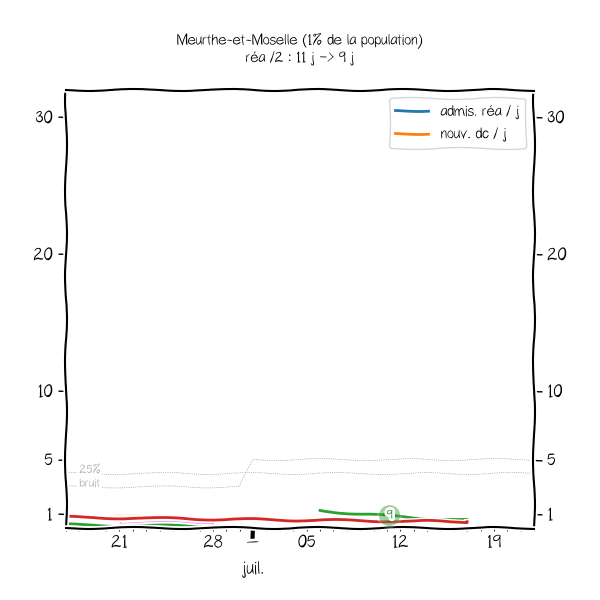 Meurthe-et-Moselle (1% de la population)
réa /2 : 11 j -> 9 j
admis. réa / j
nouv. dc / j
30
30
20
20
10
10
25%
bruit
5
5
1
1
9
21
28
05
12
19
juil.